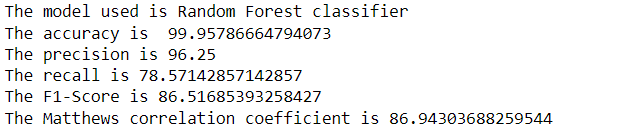 The model used is Random Forest classifier
The accuracy is  99.95786664794073
The precision is 96.25
The recall is 78.57142857142857
The F1-Score is 86.51685393258427
The Matthews correlation coefficient is 86.94303688259544